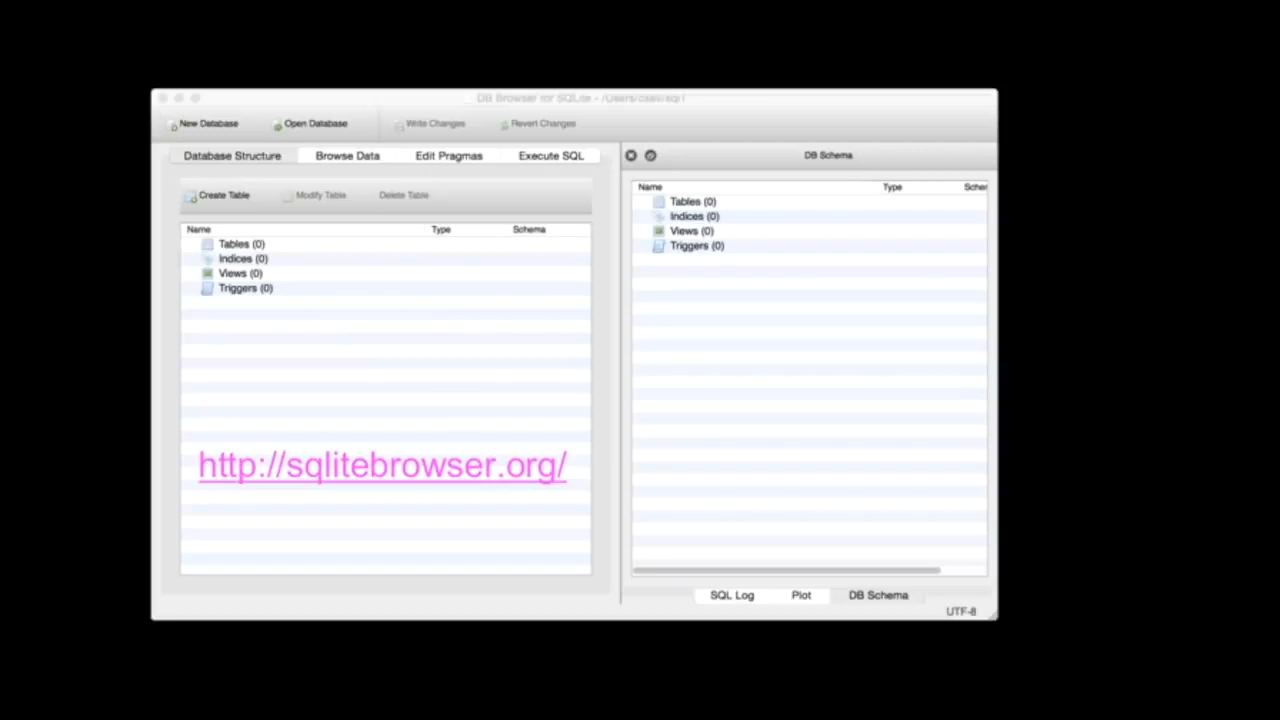 DB Browser for SQLite - /Users/csev/sql1
New Database Open Database Write Changes Revert Changes
Database Structure Browse Data Edit Pragmas Execute SQL
Create Table Modify Table Delete Table
Name Type Schema
Tables (0)
Indices (0)
Views (0)
Triggers (0)
http://sqlitebrowser.org/
DB Schema
Name Type Scher
Tables (0)
Indices (0)
Views (0)
Triggers (0)
SQL Log Plot DB Schema
UTF-8